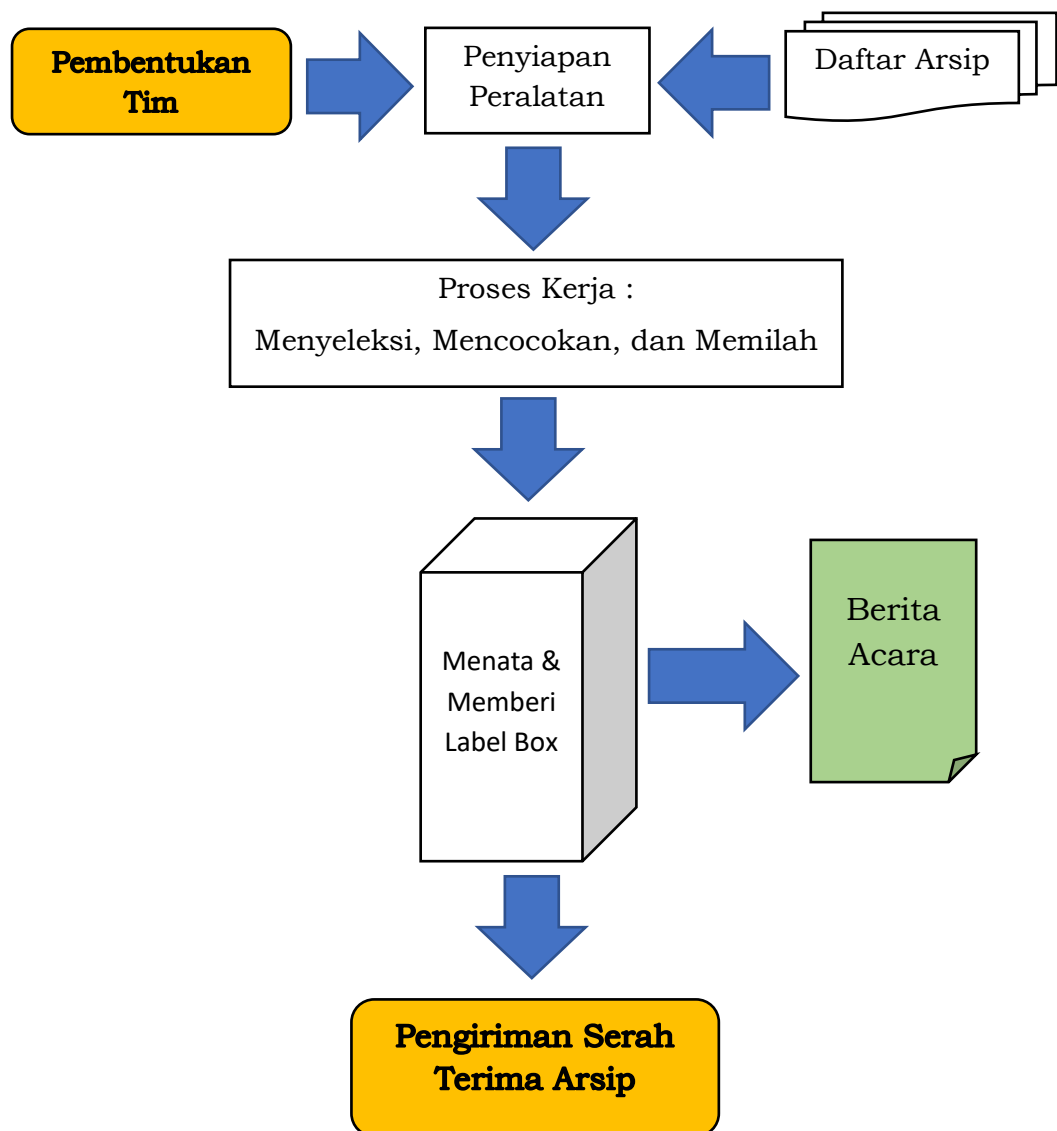 Pembentukan
Tim
Penyiapan
Peralatan
Daftar Arsip
Proses Kerja :
Menyeleksi, Mencocokan, dan Memilah
Menata &
Memberi
Label Box
Berita
Acara
Pengiriman Serah
Terima Arsip